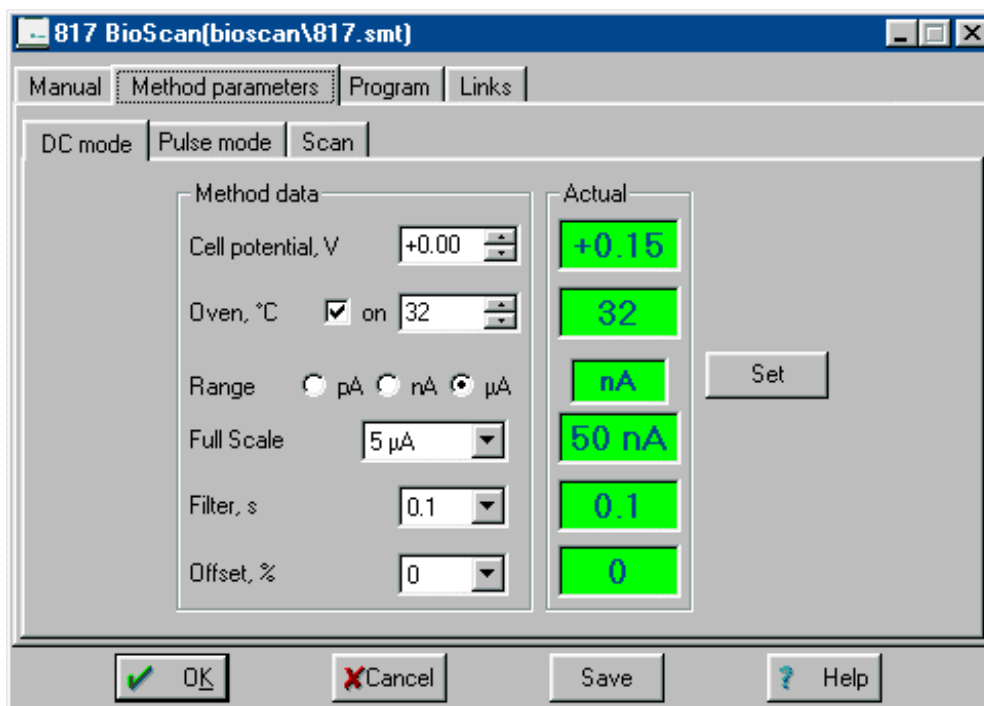 817 BioScan(bioscan\817.smt)
Manual Method parameters Program Links
DC mode Pulse mode Scan
Method data Actual
Cell potential, V +0.00 +0.15
Oven, °C on 32 32
Range pA nA µA nA Set
Full Scale 5 µA 50 nA
Filter, s 0.1 0.1
Offset, % 0 0
OK Cancel Save ? Help